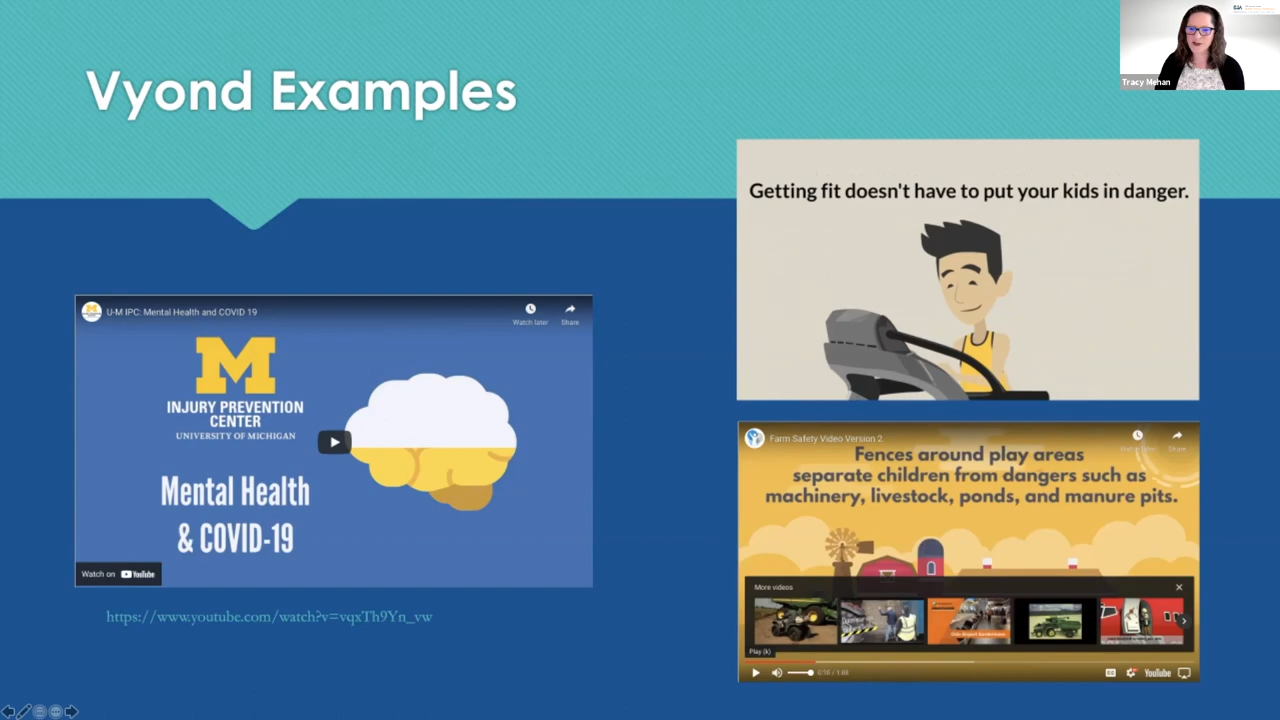 Vyond Examples
Tracy Mehan
Getting fit doesn't have to put your kids in danger.
U-M IPC: Mental Health and COVID 19
Watch later
Share
M
INJURY PREVENTION
CENTER
UNIVERSITY OF MICHIGAN
Mental Health
& COVID-19
Watch on YouTube
https://www.youtube.com/watch?v=vqxTh9Yn_vw
Farm Safety Video Version 2
Watch later
Share
Fences around play areas
separate children from dangers such as
machinery, livestock, ponds, and manure pits.
More videos
Play (k)
YouTube